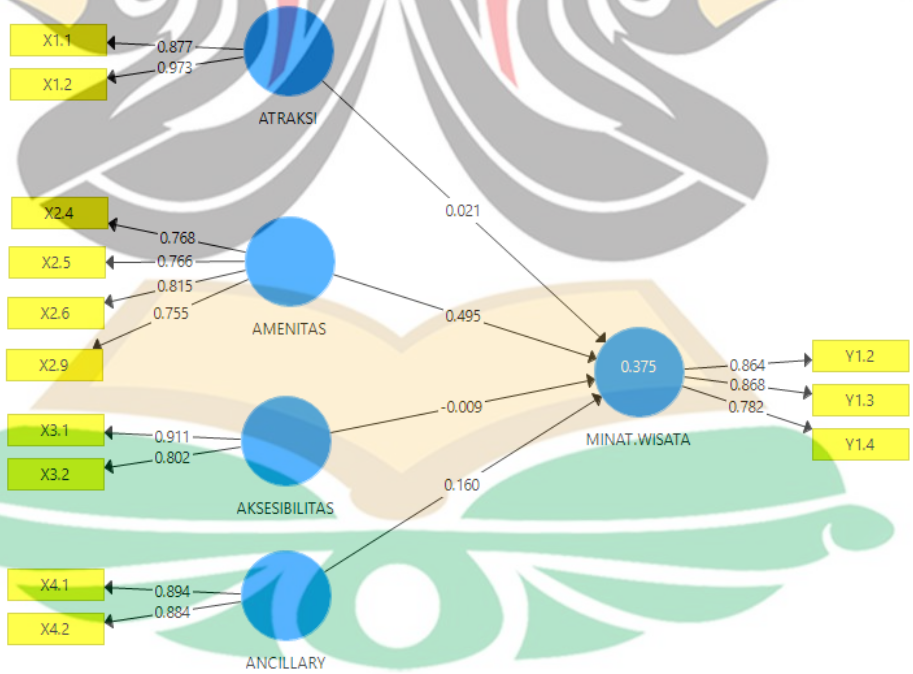 X1.1
0.877
X1.2
0.973
ATRAKSI
0.021
X2.4
0.768
X2.5
0.766
X2.6
0.815
X2.9
0.755
AMENITAS
0.495
X3.1
0.911
X3.2
0.802
AKSESIBILITAS
-0.009
X4.1
0.894
X4.2
0.884
ANCILLARY
0.160
0.375
MINAT.WISATA
0.864
Y1.2
0.868
Y1.3
0.782
Y1.4